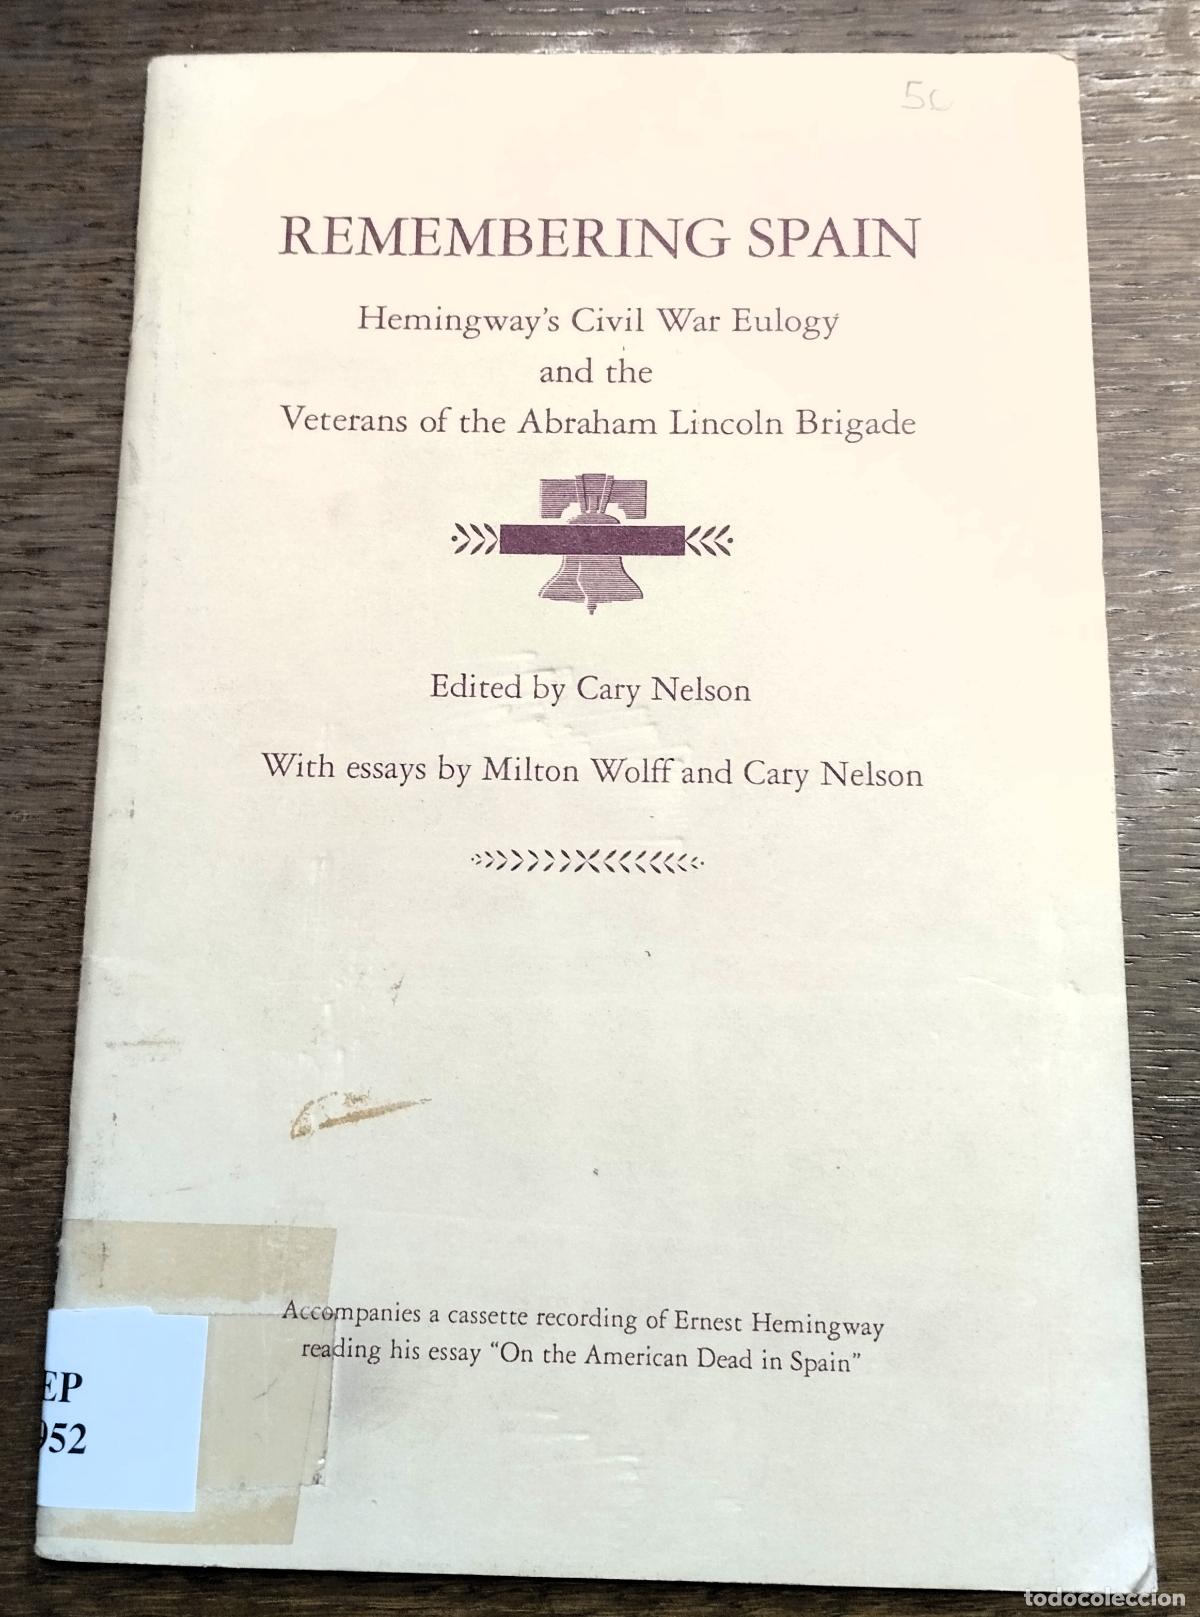 REMEMBERING SPAIN
Hemingway's Civil War Eulogy
and the
Veterans of the Abraham Lincoln Brigade
Edited by Cary Nelson
With essays by Milton Wolff and Cary Nelson
Accompanies a cassette recording of Ernest Hemingway
reading his essay “On the American Dead in Spain”
EP
952
todocoleccion